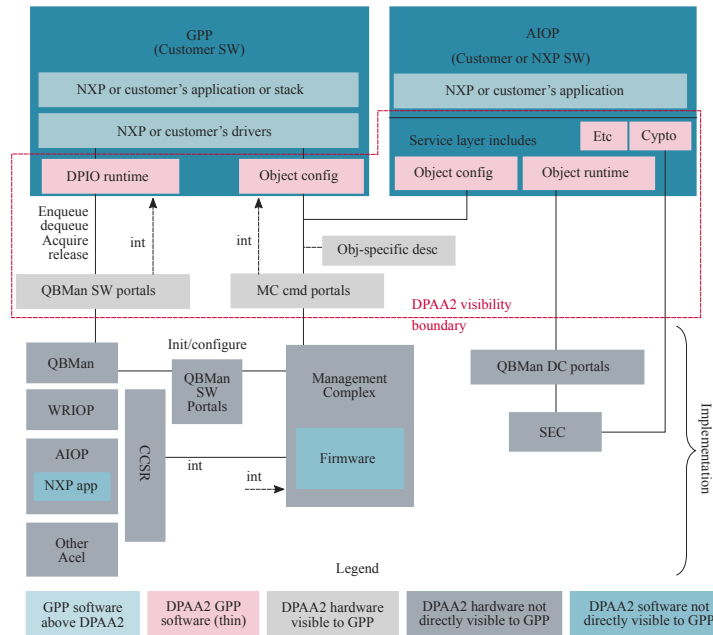 GPP
(Customer SW)
NXP or customer's application or stack
NXP or customer's drivers
DPIO runtime
Object config
AIOP
(Customer or NXP SW)
NXP or customer's application
Service layer includes
Etc
Cypto
Object config
Object runtime
Enqueue
dequeue
Acquire
release
int
int
Obj-specific desc
QBMan SW portals
MC cmd portals
DPAA2 visibility
boundary
Init/configure
QBMan
QBMan
SW
Portals
Management
Complex
QBMan DC portals
WRIOP
CCSR
SEC
AIOP
NXP app
int
int
Firmware
Implementation
Other
Acel
Legend
GPP software
above DPAA2
DPAA2 GPP
software (thin)
DPAA2 hardware
visible to GPP
DPAA2 hardware not
directly visible to GPP
DPAA2 software not
directly visible to GPP